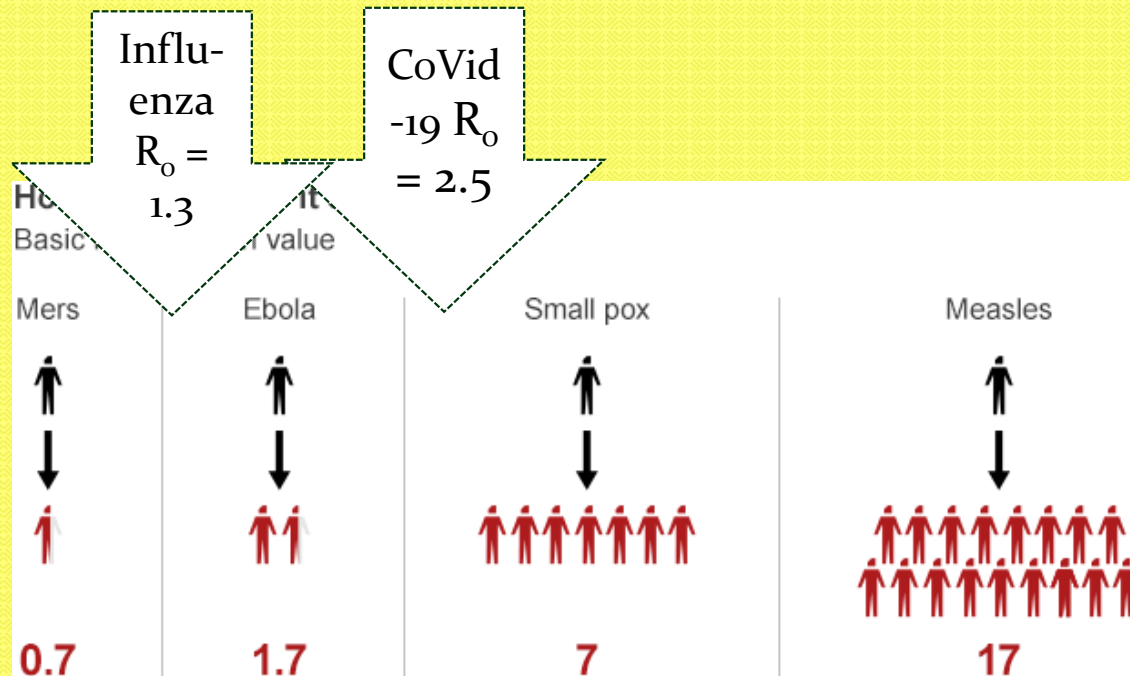 Influ-
enza
R₀ =
1.3
CoVid
-19 R₀
= 2.5
Basic value
Mers
Ebola
Small pox
Measles
0.7
1.7
7
17